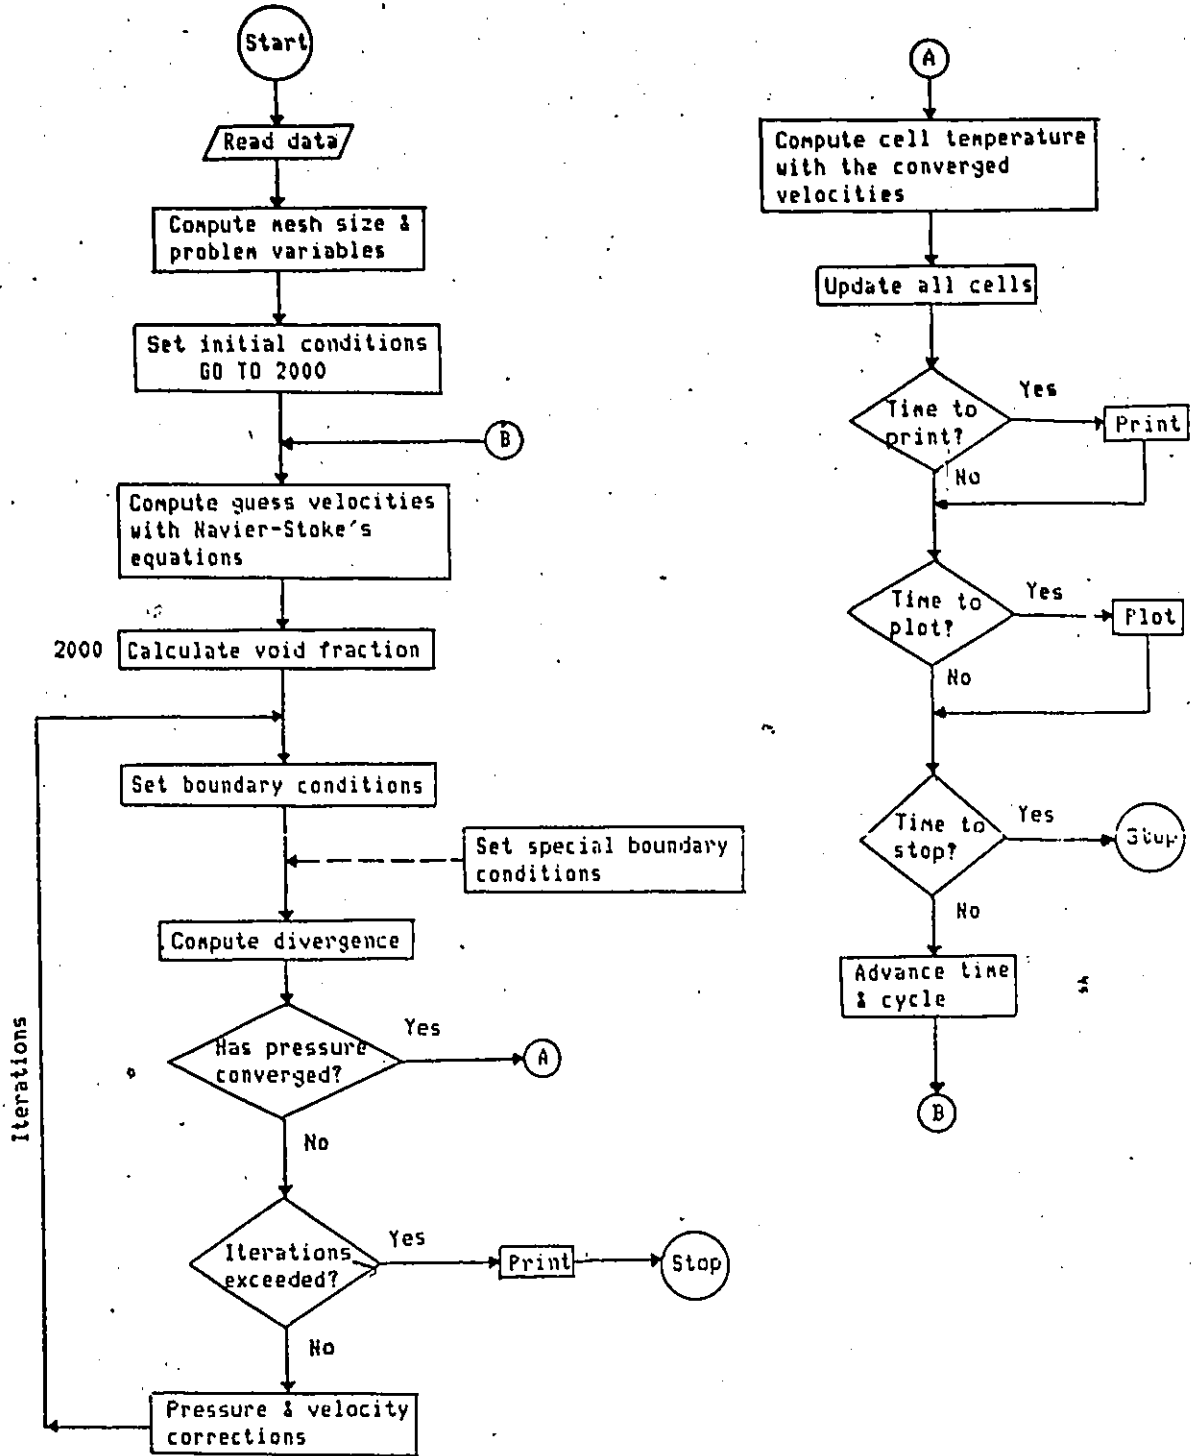 Start
Read data
Compute mesh size &
problem variables
Set initial conditions
GO TO 2000
B
Compute guess velocities
with Navier-Stoke's
equations
2000
Calculate void fraction
Set boundary conditions
Set special boundary
conditions
Compute divergence
Has pressure
converged?
Yes
A
No
Iterations
exceeded?
Yes
Print
Stop
No
Pressure & velocity
corrections
Iterations
A
Compute cell temperature
with the converged
velocities
Update all cells
Time to
print?
Yes
Print
No
Time to
plot?
Yes
Plot
No
Time to
stop?
Yes
Stop
No
Advance time
& cycle
B